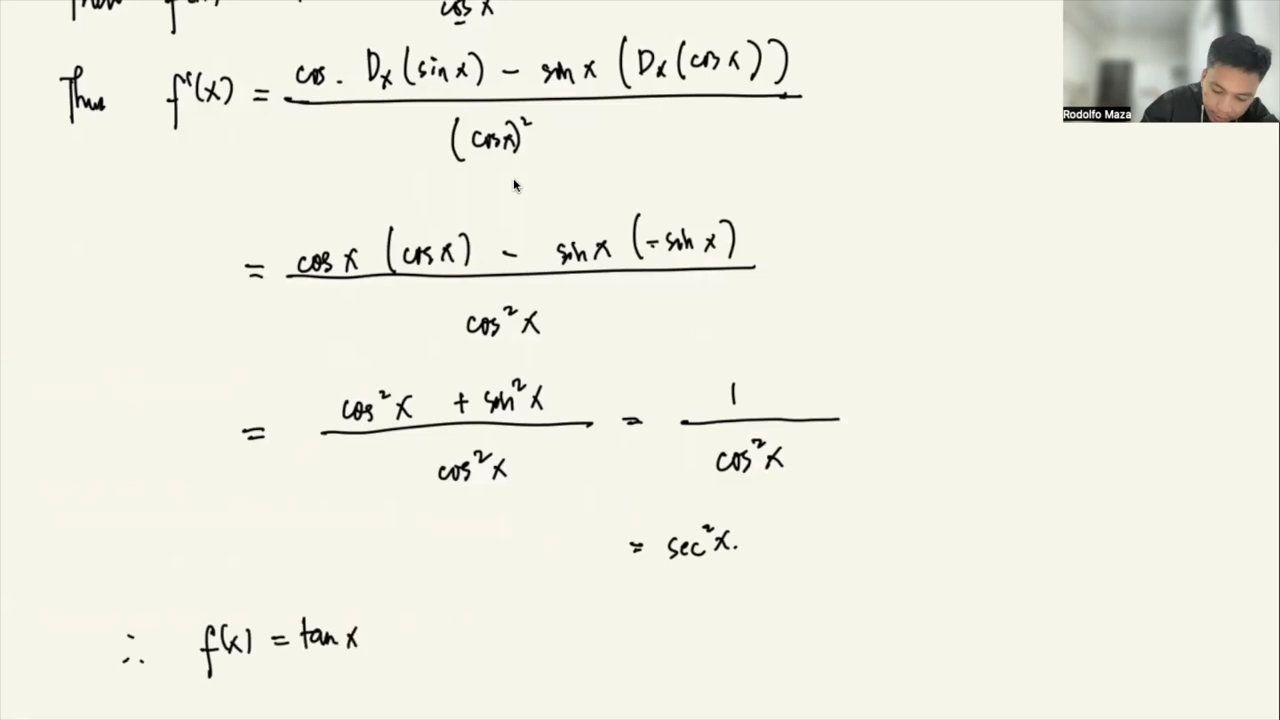 cos x
Thus f'(x) = cos . Dx (sin x) - sin x (Dx (cos x))
(cos x)²
= cos x (cos x) - sin x (-sin x)
cos² x
= cos² x + sin² x = 1
cos² x cos² x
= sec² x.
∴ f(x) = tan x
Rodolfo Maza